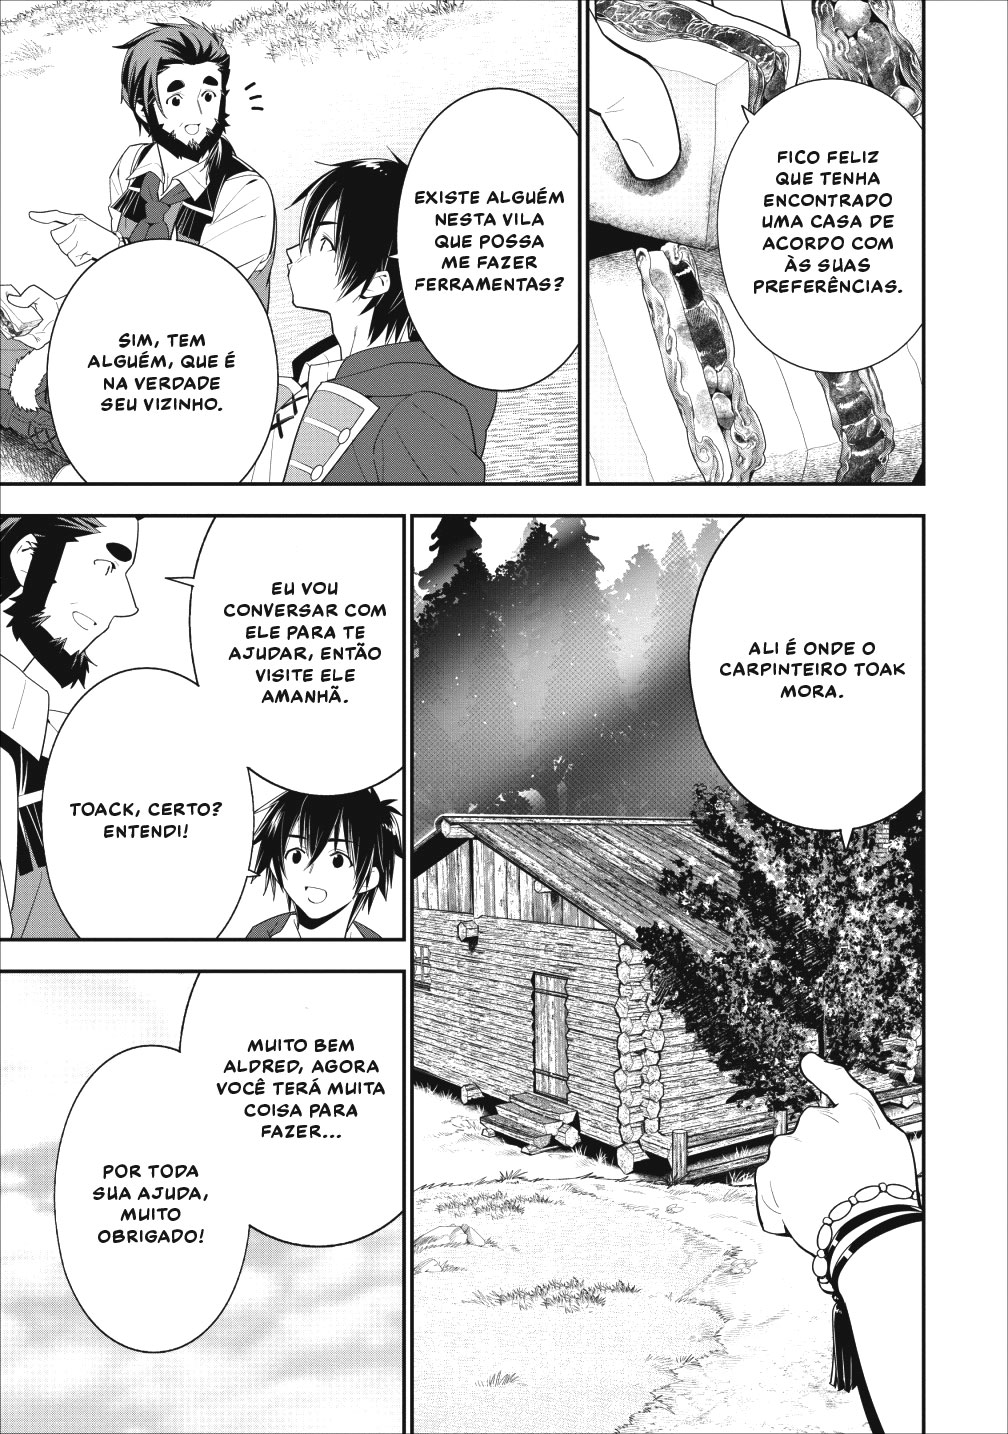 FICO FELIZ
QUE TENHA
ENCONTRADO
UMA CASA DE
ACORDO COM
ÀS SUAS
PREFERÊNCIAS.
EXISTE ALGUÉM
NESTA VILA
QUE POSSA
ME FAZER
FERRAMENTAS?
SIM, TEM
ALGUÉM, QUE É
NA VERDADE
SEU VIZINHO.
ALI É ONDE O
CARPINTEIRO TOAK
MORA.
EU VOU
CONVERSAR COM
ELE PARA TE
AJUDAR, ENTÃO
VISITE ELE
AMANHÃ.
TOACK, CERTO?
ENTENDI!
MUITO BEM
ALDRED, AGORA
VOCÊ TERÁ MUITA
COISA PARA
FAZER...
POR TODA
SUA AJUDA,
MUITO
OBRIGADO!